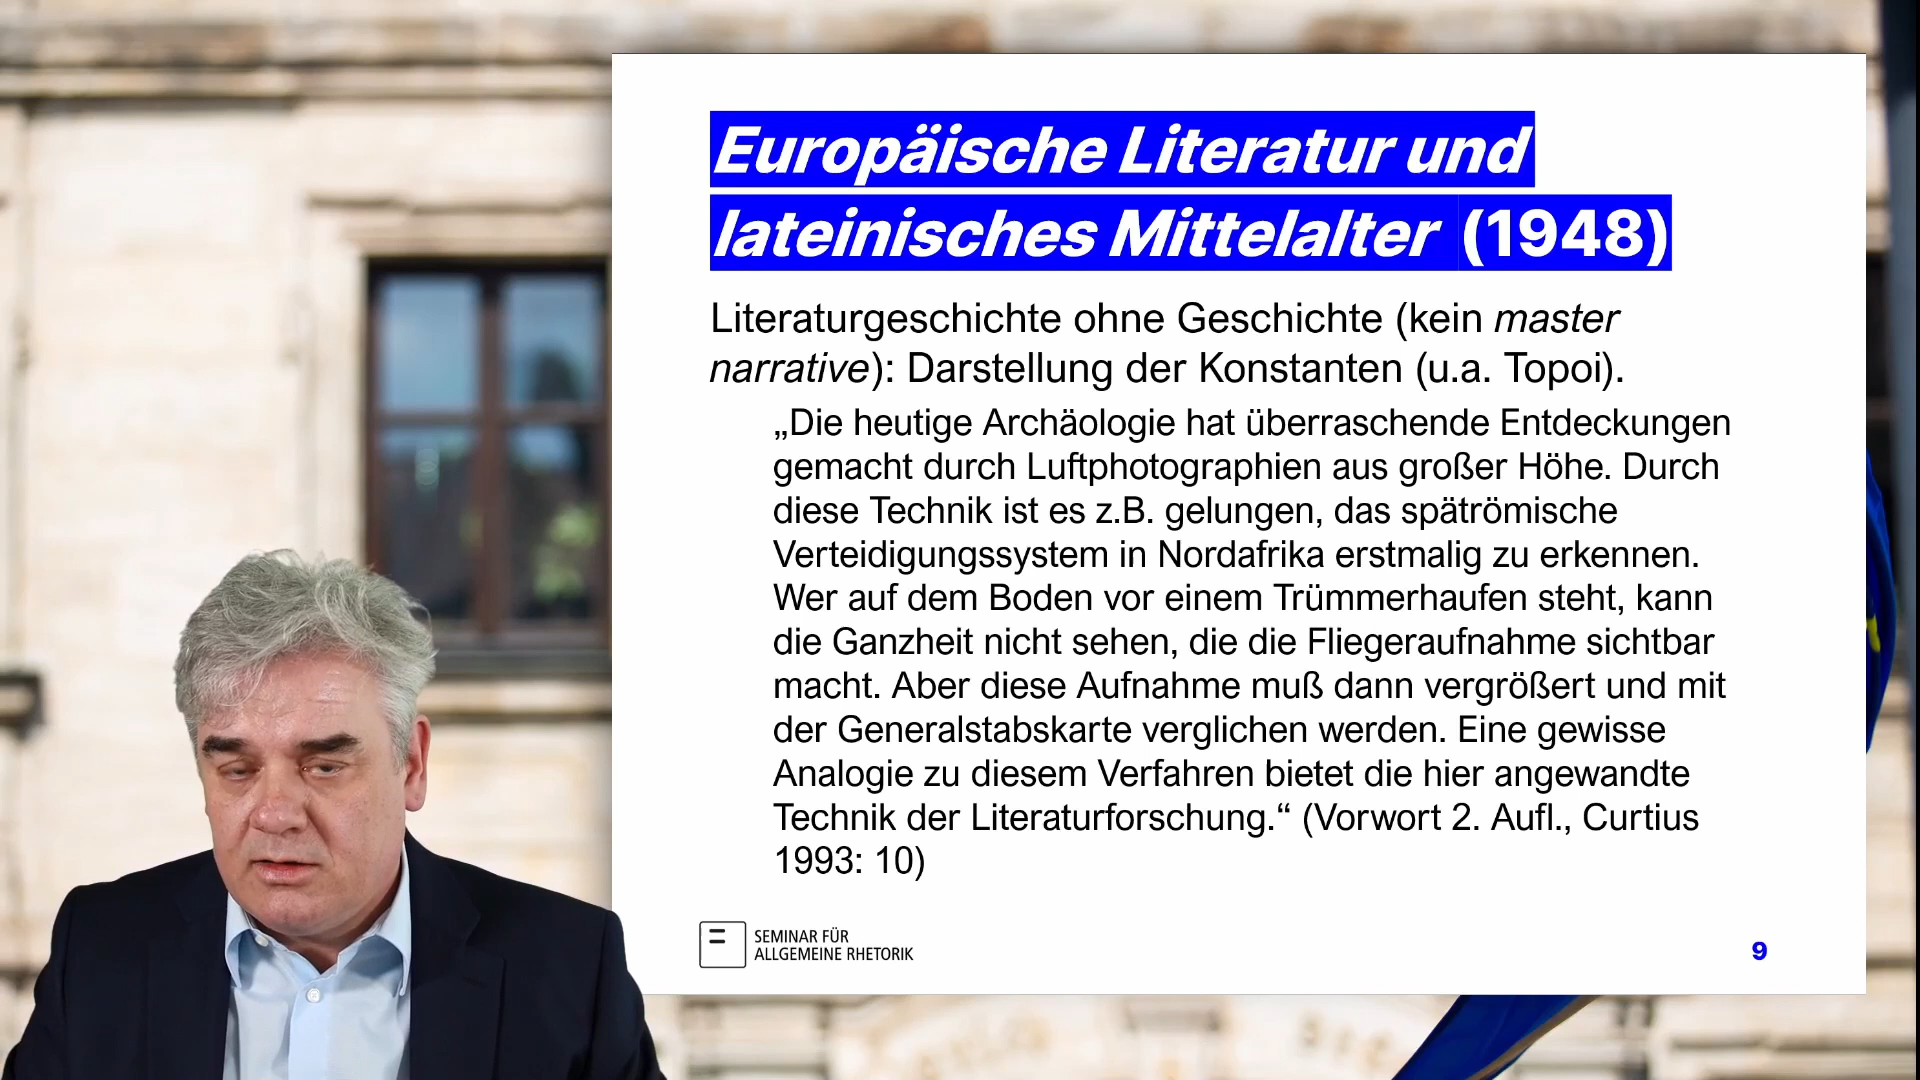 Europäische Literatur und
lateinisches Mittelalter (1948)
Literaturgeschichte ohne Geschichte (kein master
narrative): Darstellung der Konstanten (u.a. Topoi).
„Die heutige Archäologie hat überraschende Entdeckungen
gemacht durch Luftphotographien aus großer Höhe. Durch
diese Technik ist es z.B. gelungen, das spätrömische
Verteidigungssystem in Nordafrika erstmalig zu erkennen.
Wer auf dem Boden vor einem Trümmerhaufen steht, kann
die Ganzheit nicht sehen, die die Fliegeraufnahme sichtbar
macht. Aber diese Aufnahme muß dann vergrößert und mit
der Generalstabskarte verglichen werden. Eine gewisse
Analogie zu diesem Verfahren bietet die hier angewandte
Technik der Literaturforschung.“ (Vorwort 2. Aufl., Curtius
1993: 10)
SEMINAR FÜR
ALLGEMEINE RHETORIK
9